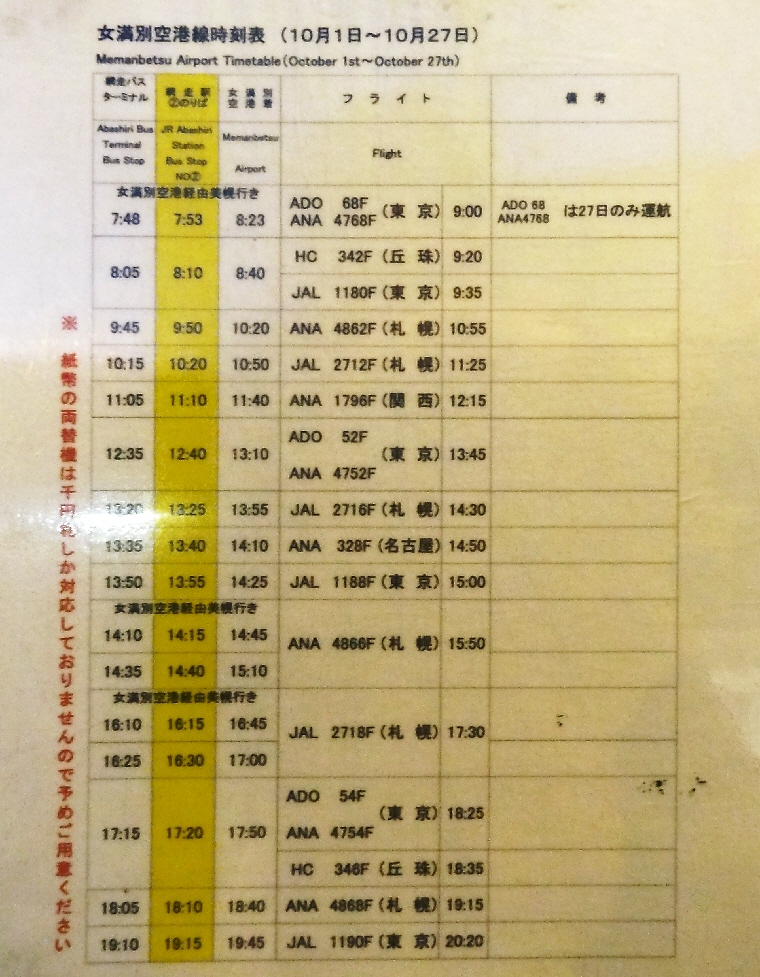 女満別空港線時刻表 (10月1日～10月27日)
Memanbetsu Airport Timetable(October 1st～October 27th)
網走バスターミナル 網走駅②のりば 女満別空港着 フライト 備考
Abashiri Bus Terminal Bus Stop JR Abashiri Station Bus Stop NO② Memanbetsu Airport Flight
女満別空港経由美幌行き
7:48 7:53 8:23 ADO 68F ANA 4768F (東京) 9:00 ADO 68 ANA4768 は27日のみ運航
8:05 8:10 8:40 HC 342F (丘珠) 9:20
JAL 1180F (東京) 9:35
9:45 9:50 10:20 ANA 4862F (札幌) 10:55
10:15 10:20 10:50 JAL 2712F (札幌) 11:25
11:05 11:10 11:40 ANA 1796F (関西) 12:15
12:35 12:40 13:10 ADO 52F ANA 4752F (東京) 13:45
13:20 13:25 13:55 JAL 2716F (札幌) 14:30
13:35 13:40 14:10 ANA 328F (名古屋) 14:50
13:50 13:55 14:25 JAL 1188F (東京) 15:00
女満別空港経由美幌行き
14:10 14:15 14:45 ANA 4866F (札幌) 15:50
14:35 14:40 15:10
女満別空港経由美幌行き
16:10 16:15 16:45 JAL 2718F (札幌) 17:30
16:25 16:30 17:00
17:15 17:20 17:50 ADO 54F ANA 4754F (東京) 18:25
HC 346F (丘珠) 18:35
18:05 18:10 18:40 ANA 4868F (札幌) 19:15
19:10 19:15 19:45 JAL 1190F (東京) 20:20
※ 紙幣の両替機は千円札しか対応しておりませんので予めご用意ください